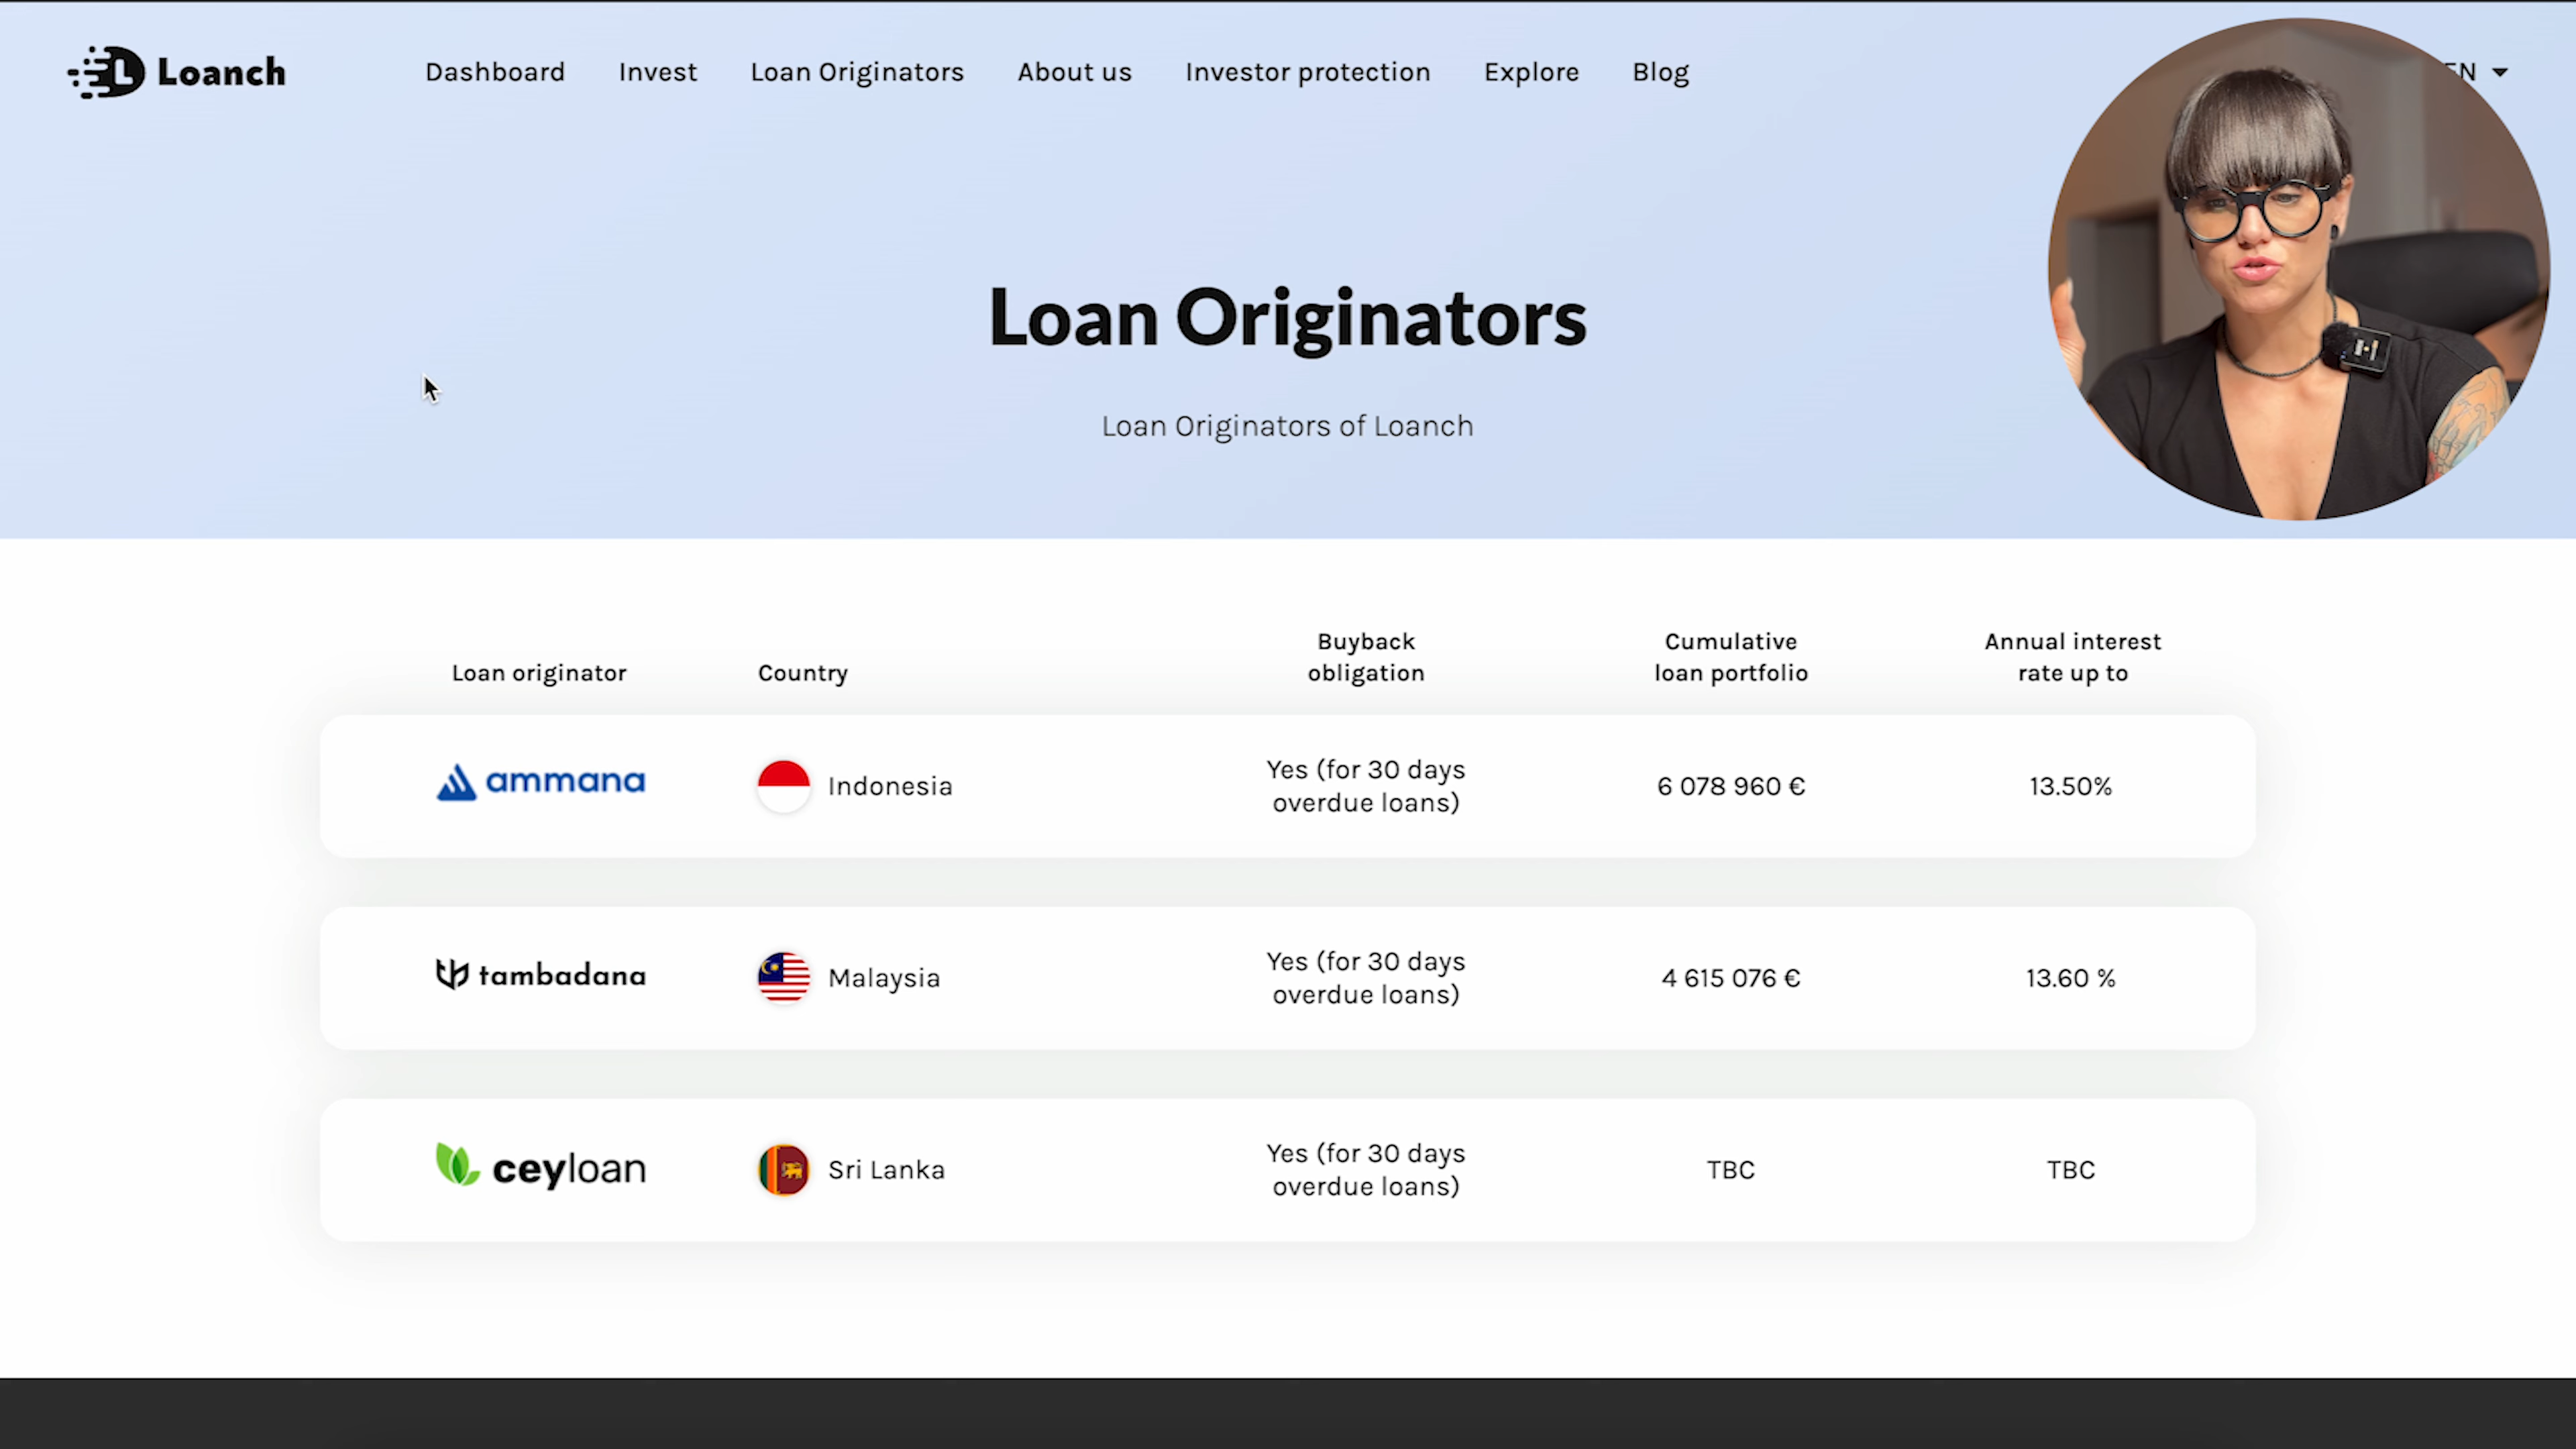 Loanch
Dashboard Invest Loan Originators About us Investor protection Explore Blog
Loan Originators
Loan Originators of Loanch
Loan originator Country Buyback obligation Cumulative loan portfolio Annual interest rate up to
ammana Indonesia Yes (for 30 days overdue loans) 6 078 960 € 13.50%
tambadana Malaysia Yes (for 30 days overdue loans) 4 615 076 € 13.60 %
ceyloan Sri Lanka Yes (for 30 days overdue loans) TBC TBC